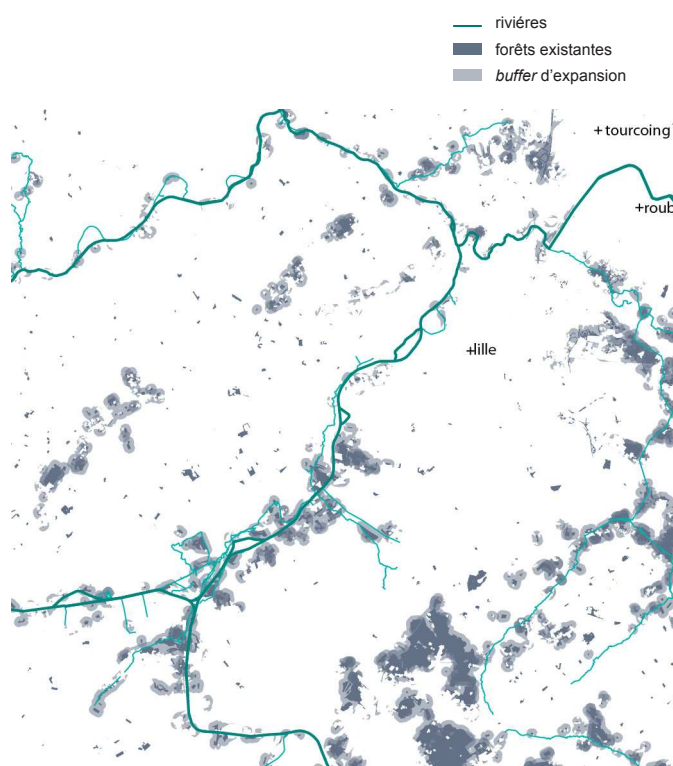 riviéres
forêts existantes
buffer d'expansion
+ tourcoing
+roub
+lille